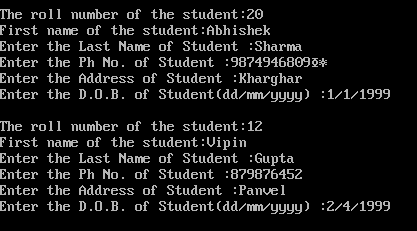 The roll number of the student:20
First name of the student:Abhishek
Enter the Last Name of Student :Sharma
Enter the Ph No. of Student :9874946809
Enter the Address of Student :Kharghar
Enter the D.O.B. of Student(dd/mm/yyyy) :1/1/1999
The roll number of the student:12
First name of the student:Vipin
Enter the Last Name of Student :Gupta
Enter the Ph No. of Student :879876452
Enter the Address of Student :Panvel
Enter the D.O.B. of Student(dd/mm/yyyy) :2/4/1999